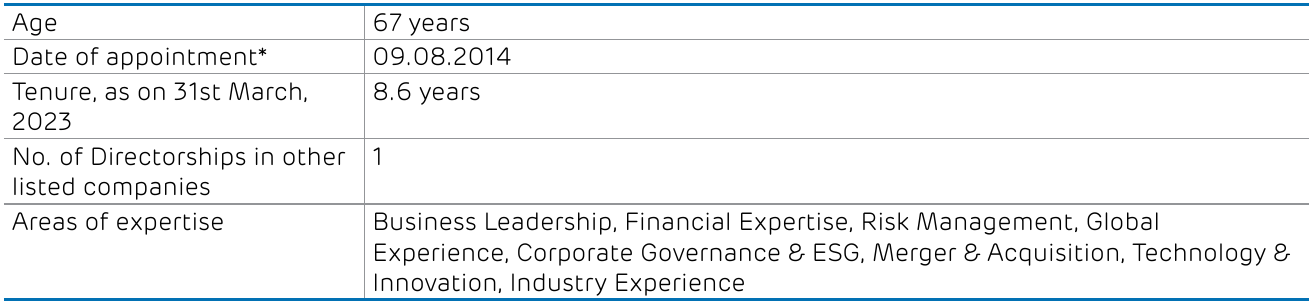 Age 67 years
Date of appointment* 09.08.2014
Tenure, as on 31st March, 8.6 years
2023
No. of Directorships in other 1
listed companies
Areas of expertise Business Leadership, Financial Expertise, Risk Management, Global
Experience, Corporate Governance & ESG, Merger & Acquisition, Technology &
Innovation, Industry Experience